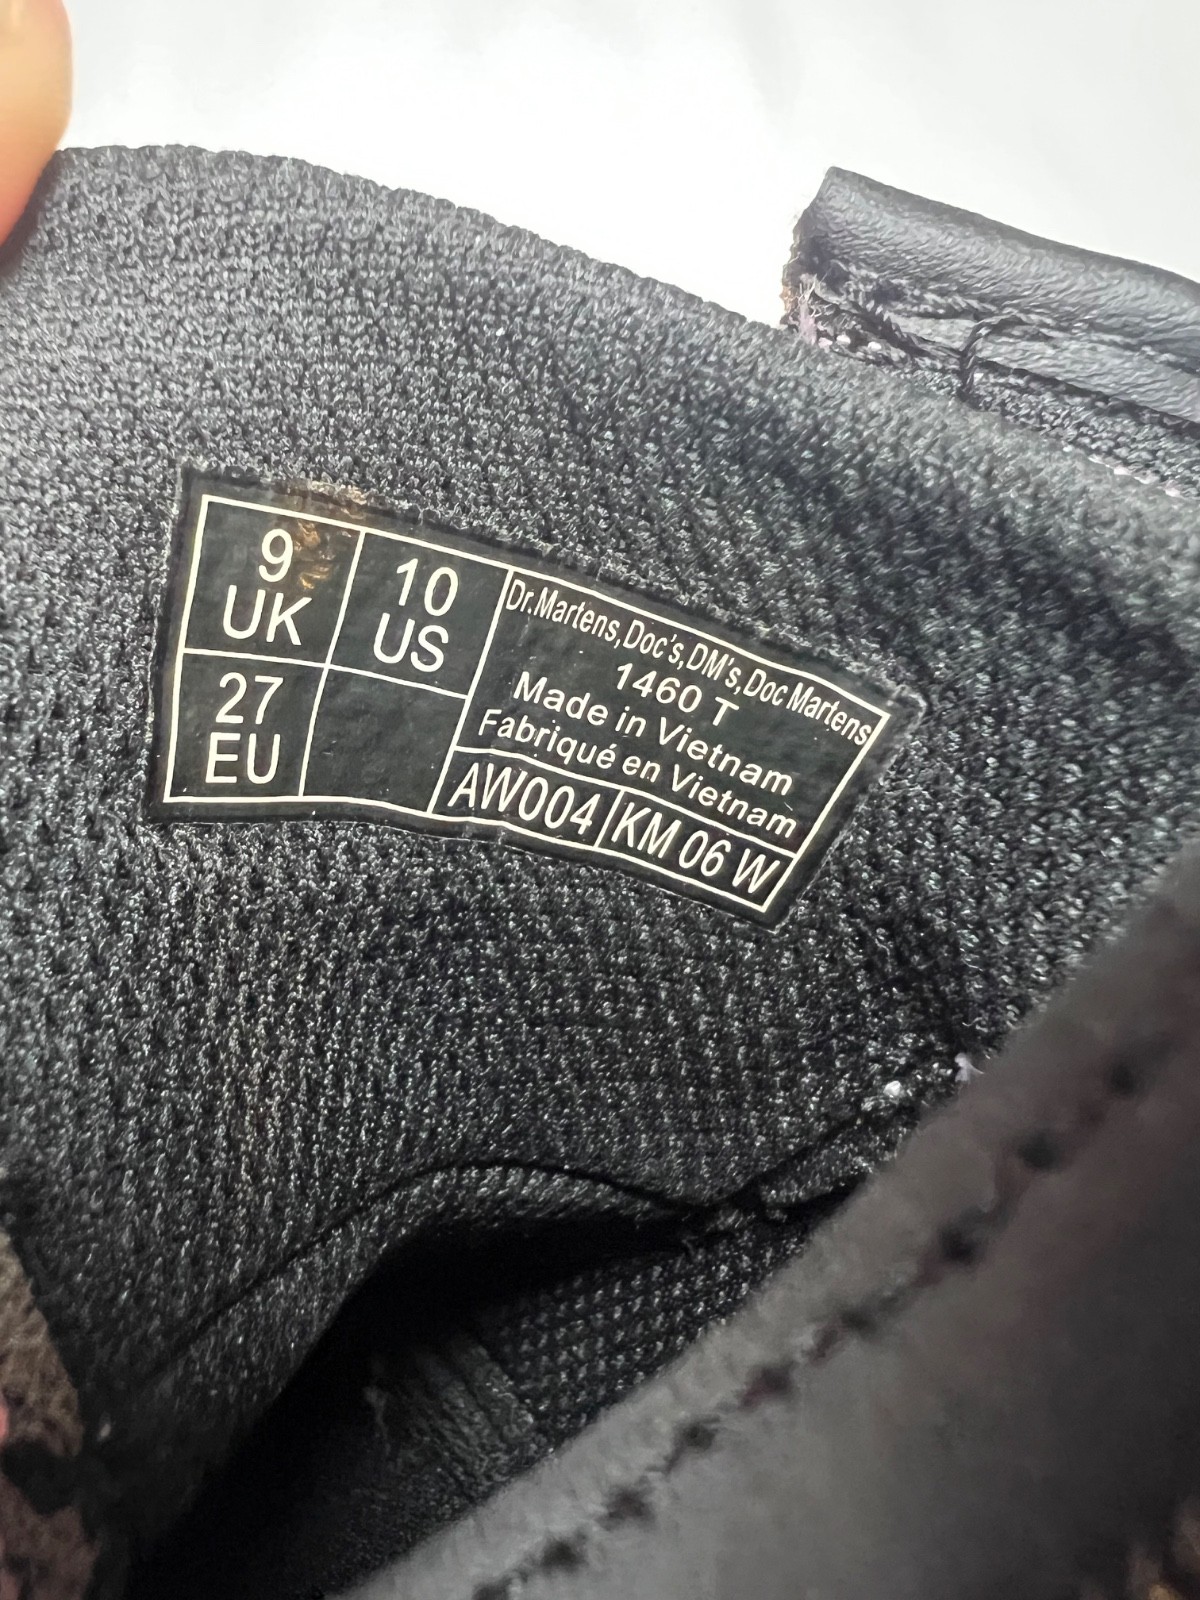 9
UK
10
US
27
EU
Dr.Martens,Doc's,DM's,Doc Martens
1460 T
Made in Vietnam
Fabriqué en Vietnam
AW004
KM 06 W